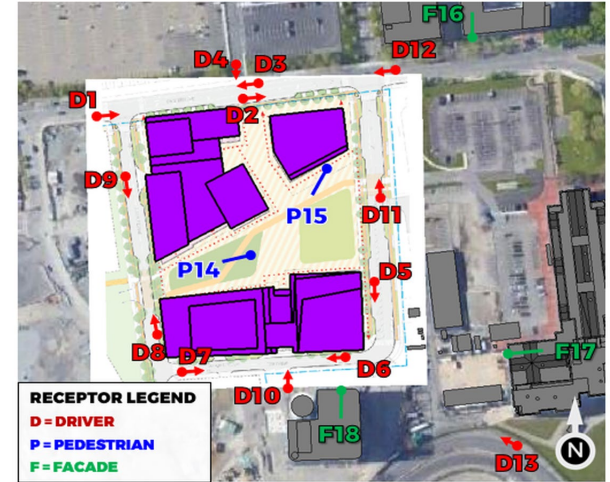 F16
D4
D3
D12
D1
D2
D9
D11
P15
P14
D5
D8
D7
D6
F17
D10
F18
D13
RECEPTOR LEGEND
D = DRIVER
P = PEDESTRIAN
F = FACADE
N